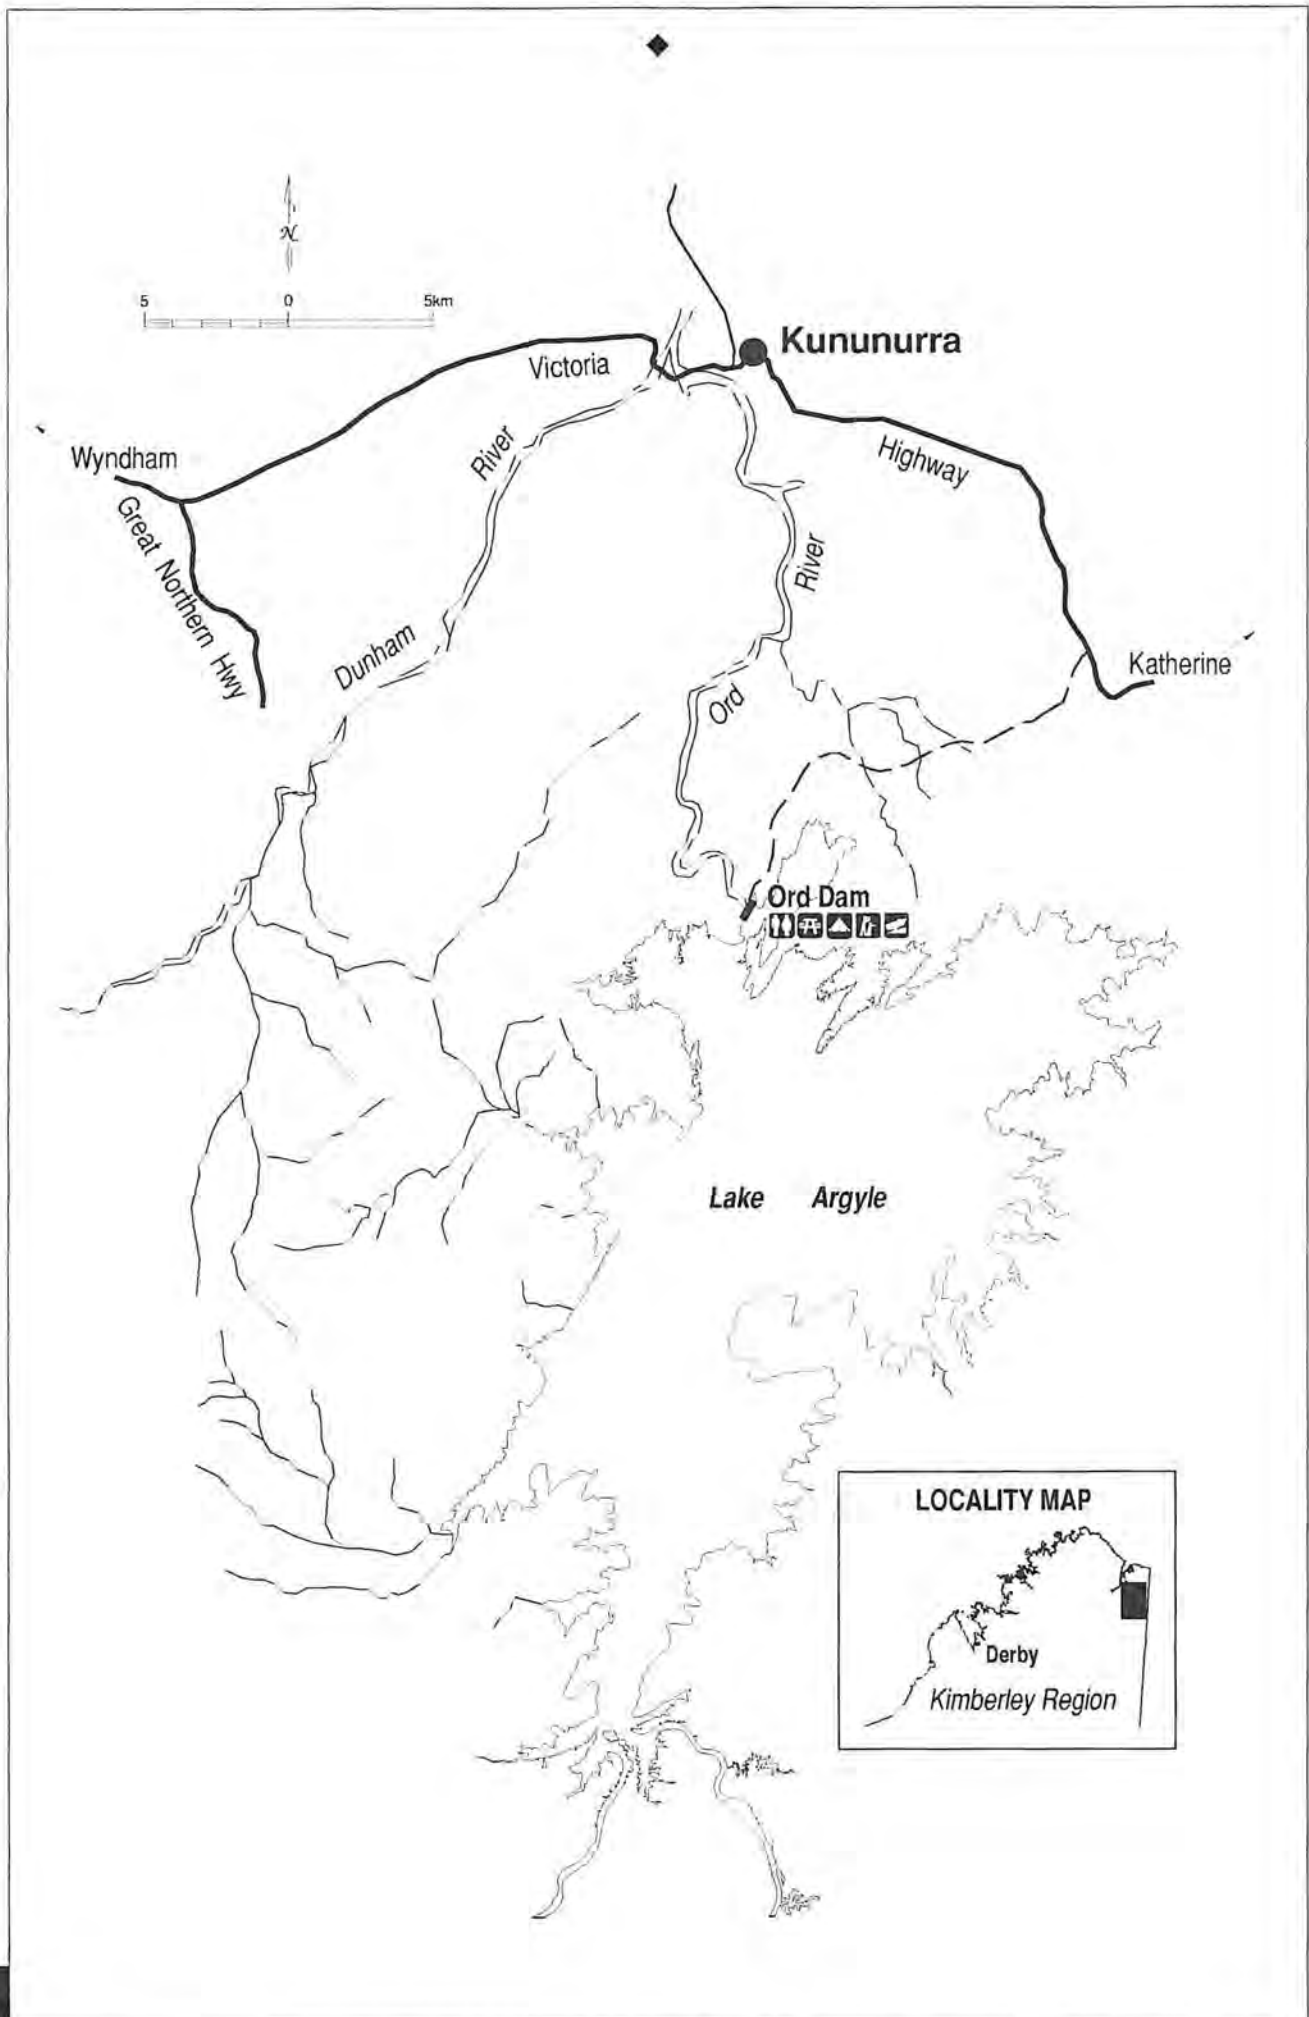 N
5 0 5km
Kununurra
Victoria
River
Highway
Wyndham
Great Northern Hwy
River
Dunham
Katherine
Ord
Ord Dam
Lake Argyle
LOCALITY MAP
Derby
Kimberley Region